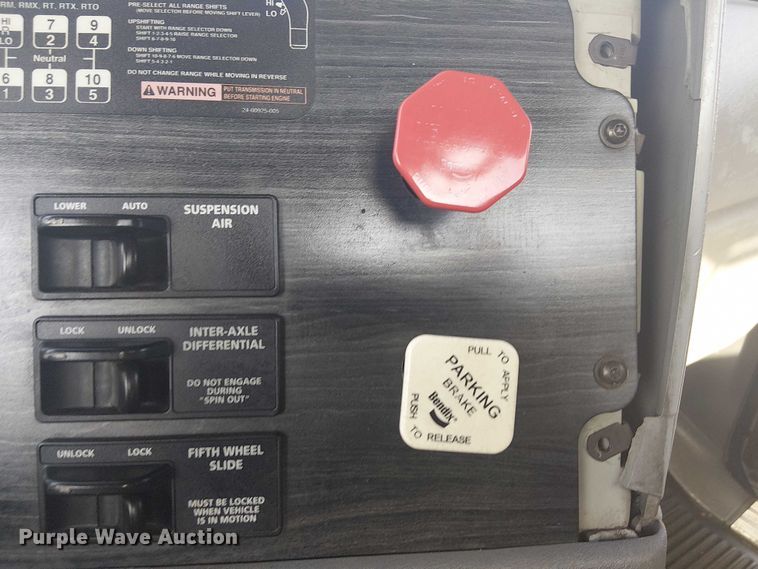 RM. RMX, RT. RTX. RTO
PRE-SELECT ALL RANGE SHIFTS
(MOVE SELECTOR BEFORE MOVING SHIFT LEVER)
UPSHIFTING
START WITH RANGE SELECTOR DOWN
SHIFT 1-2-3-4-5 RAISE RANGE SELECTOR
SHIFT 6-7-8-9-10
DOWN SHIFTING
SHIFT 10-9-8-7-6 MOVE RANGE SELECTOR DOWN
SHIFT 5-4-3-2-1
DO NOT CHANGE RANGE WHILE MOVING IN REVERSE
WARNING
PUT TRANSMISSION IN NEUTRAL
BEFORE STARTING ENGINE
24-00925-005
HI
LO
HI
R
LO
7
2
9
4
Neutral
6
1
8
3
10
5
LOWER AUTO
SUSPENSION
AIR
LOCK UNLOCK
INTER-AXLE
DIFFERENTIAL
DO NOT ENGAGE
DURING
"SPIN OUT"
UNLOCK LOCK
FIFTH WHEEL
SLIDE
MUST BE LOCKED
WHEN VEHICLE
IS IN MOTION
PULL TO APPLY
PARKING
BRAKE
Bendix
PUSH TO RELEASE
Purple Wave Auction